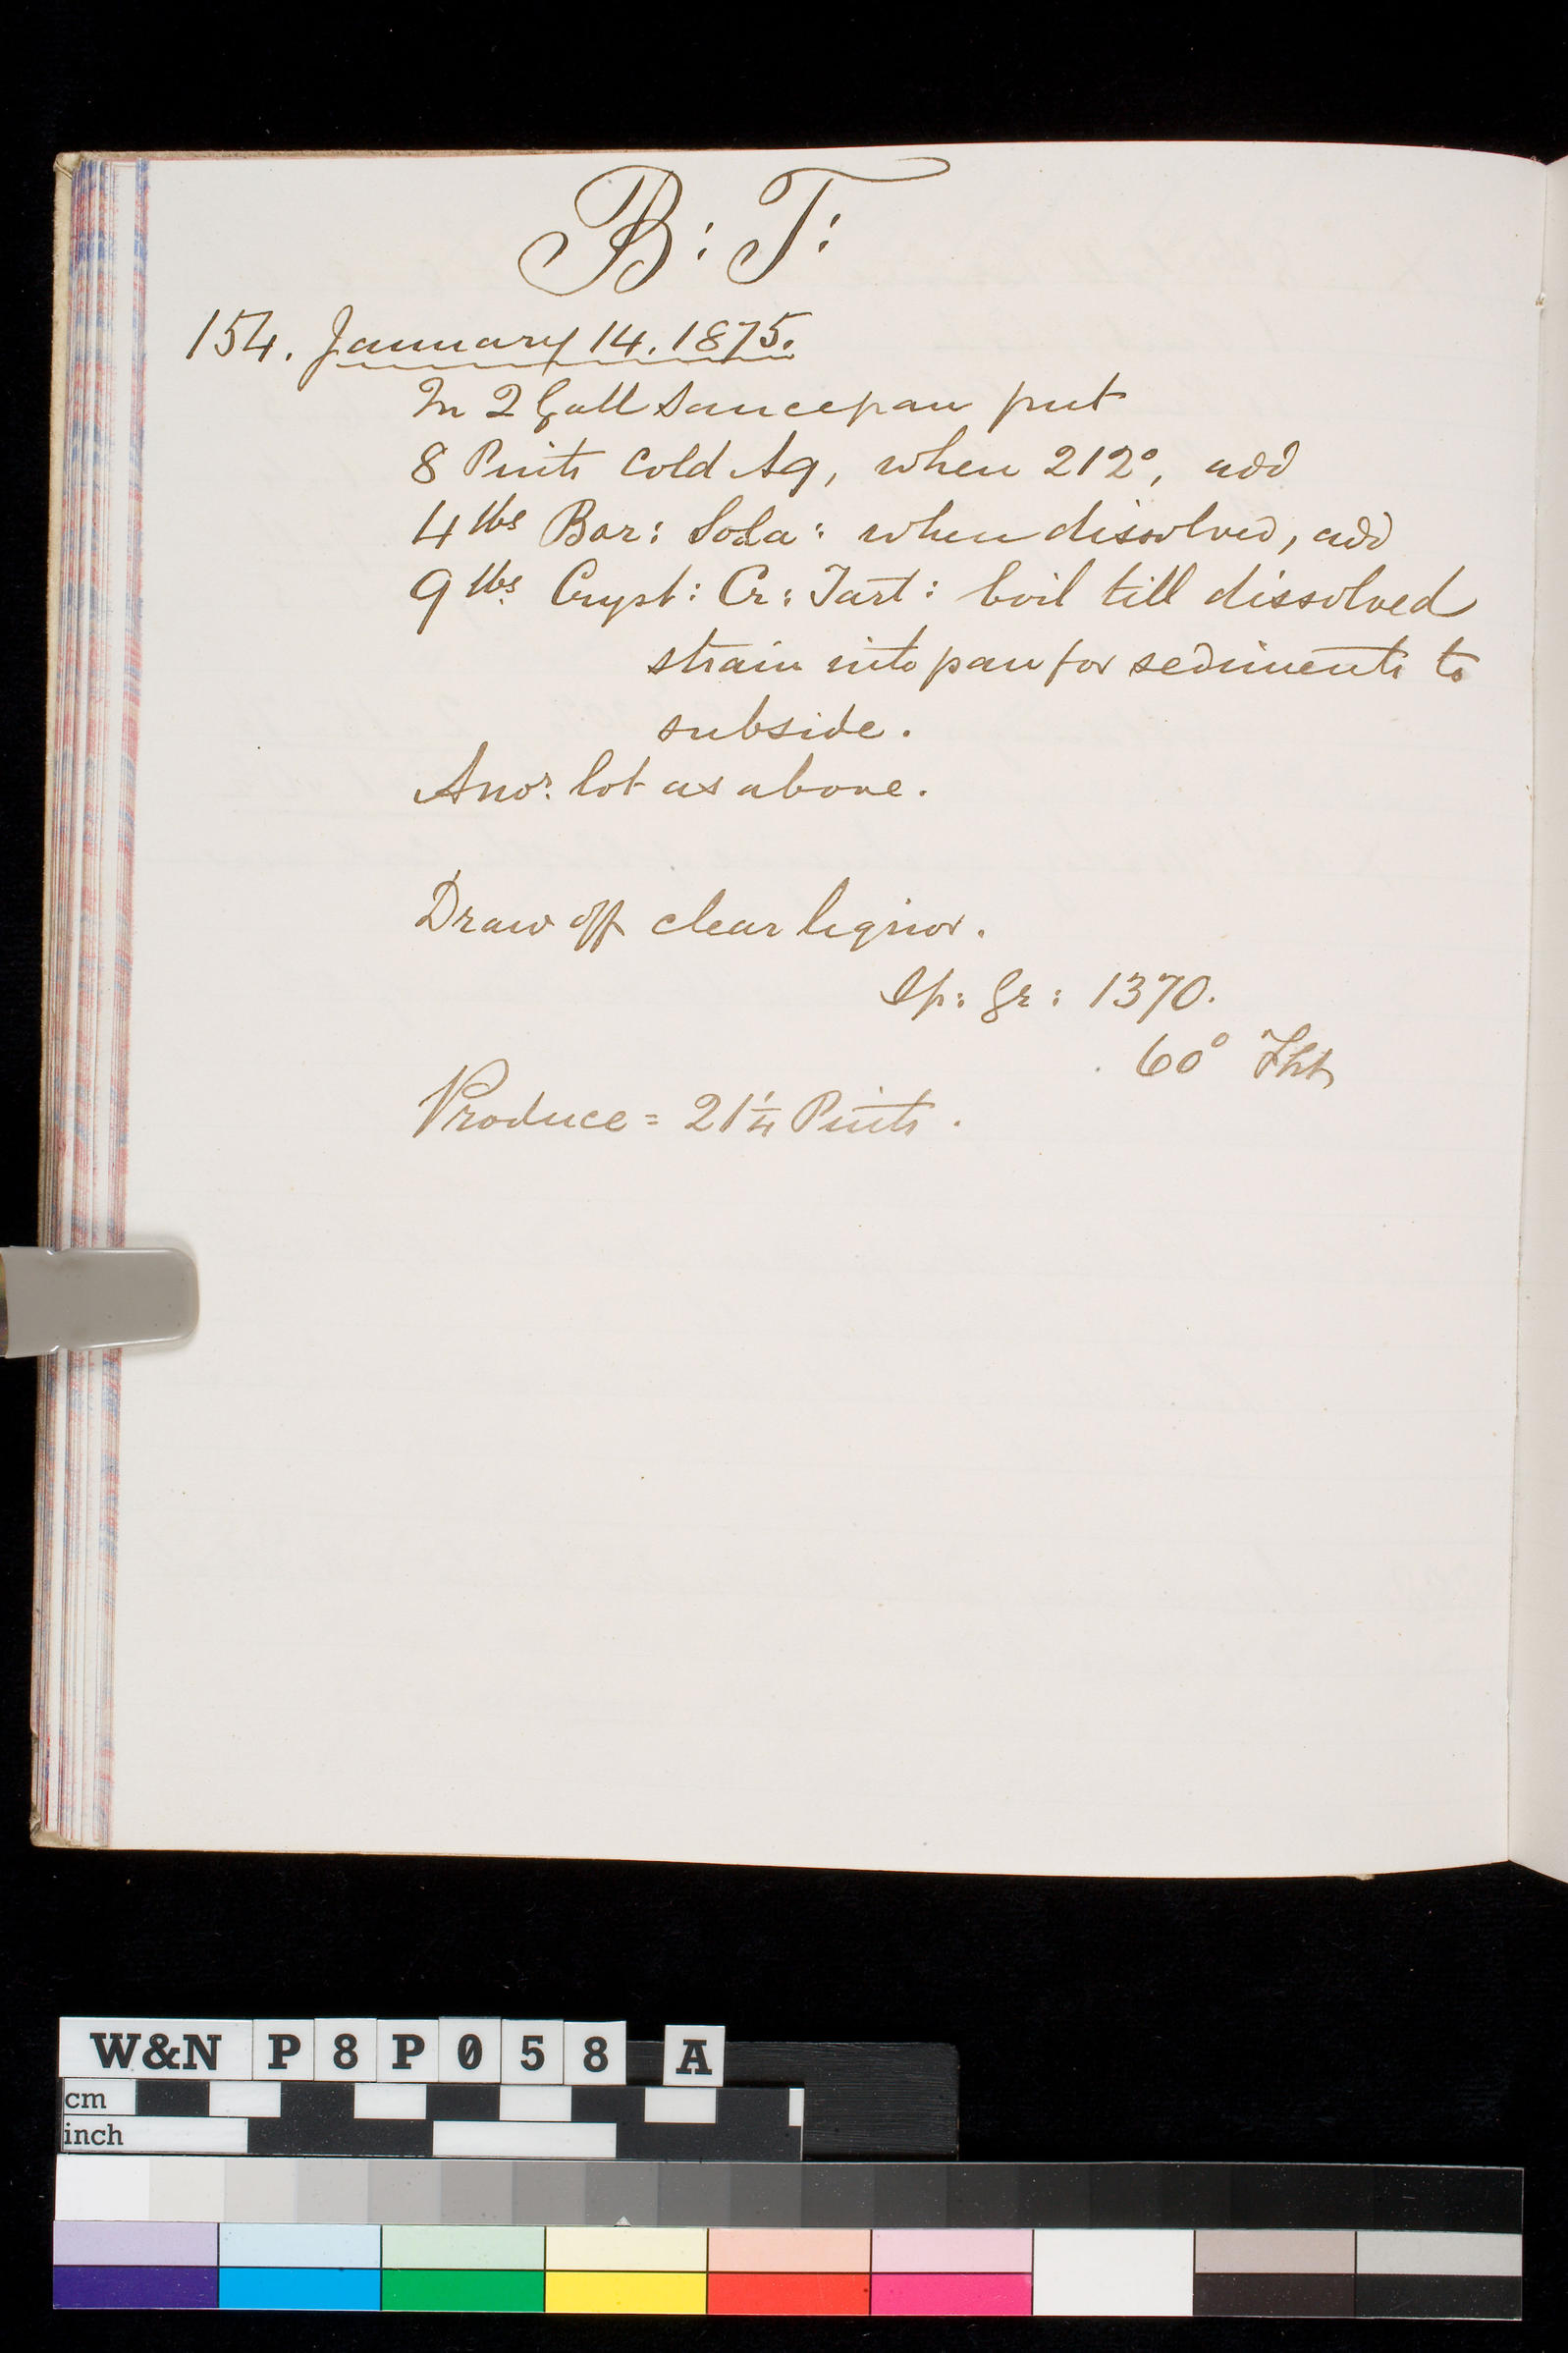 B: T:
154. January 14. 1875.
In 2 Gall Saucepan put
8 Pints Cold Aq, when 212°, add
4 lbs Bor: Soda: when dissolved, add
9 lbs Cryst: Cr: Tart: boil till dissolved
strain into pan for sediments to
subside.
Anor. lot as above.
Draw off clear liquor.
Sp: Gr: 1370.
60° Fht
Produce = 21 1/4 Pints.
W&N P8P058 A
cm
inch